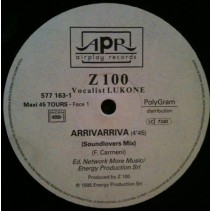 APR
airplay records
Z 100
Vocalist LUKONE
577 163-1
Maxi 45 TOURS - Face 1
PolyGram
distribution
ARRIVARRIVA (4'45)
(Soundlovers Mix)
(F. Carmeni)
Ed. Network More Music/
Energy Production Srl.
Produced by Z 100
℗ 1995 Energy Production Srl